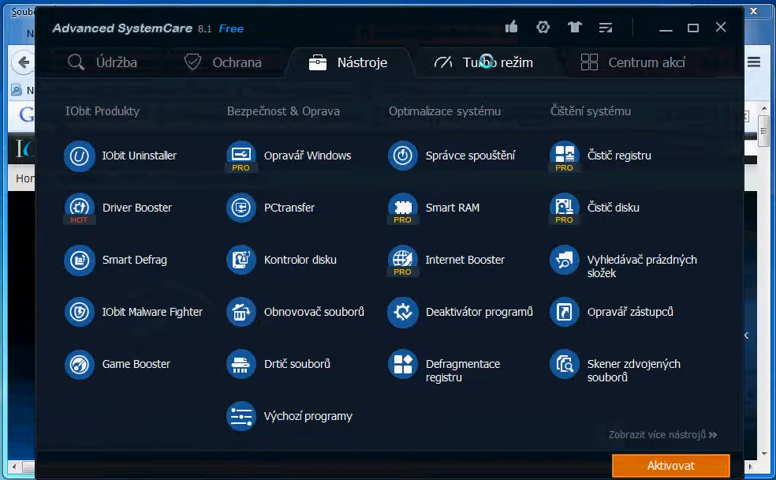 Soubo
Advanced SystemCare 8.1 Free
Údržba
Ochrana
Nástroje
Turbo režim
Centrum akcí
IObit Produkty
Bezpečnost & Oprava
Optimalizace systému
Čištění systému
IObit Uninstaller
PRO
Opravář Windows
Správce spouštění
PRO
Čistič registru
HOT
Driver Booster
PCtransfer
PRO
Smart RAM
PRO
Čistič disku
Smart Defrag
Kontrolor disku
PRO
Internet Booster
Vyhledávač prázdných
složek
IObit Malware Fighter
Obnovovač souborů
Deaktivátor programů
Opravář zástupců
Game Booster
Drtič souborů
Defragmentace
registru
Skener zdvojených
souborů
Výchozí programy
Zobrazit více nástrojů »
Aktivovat
N
G
IO
Hor